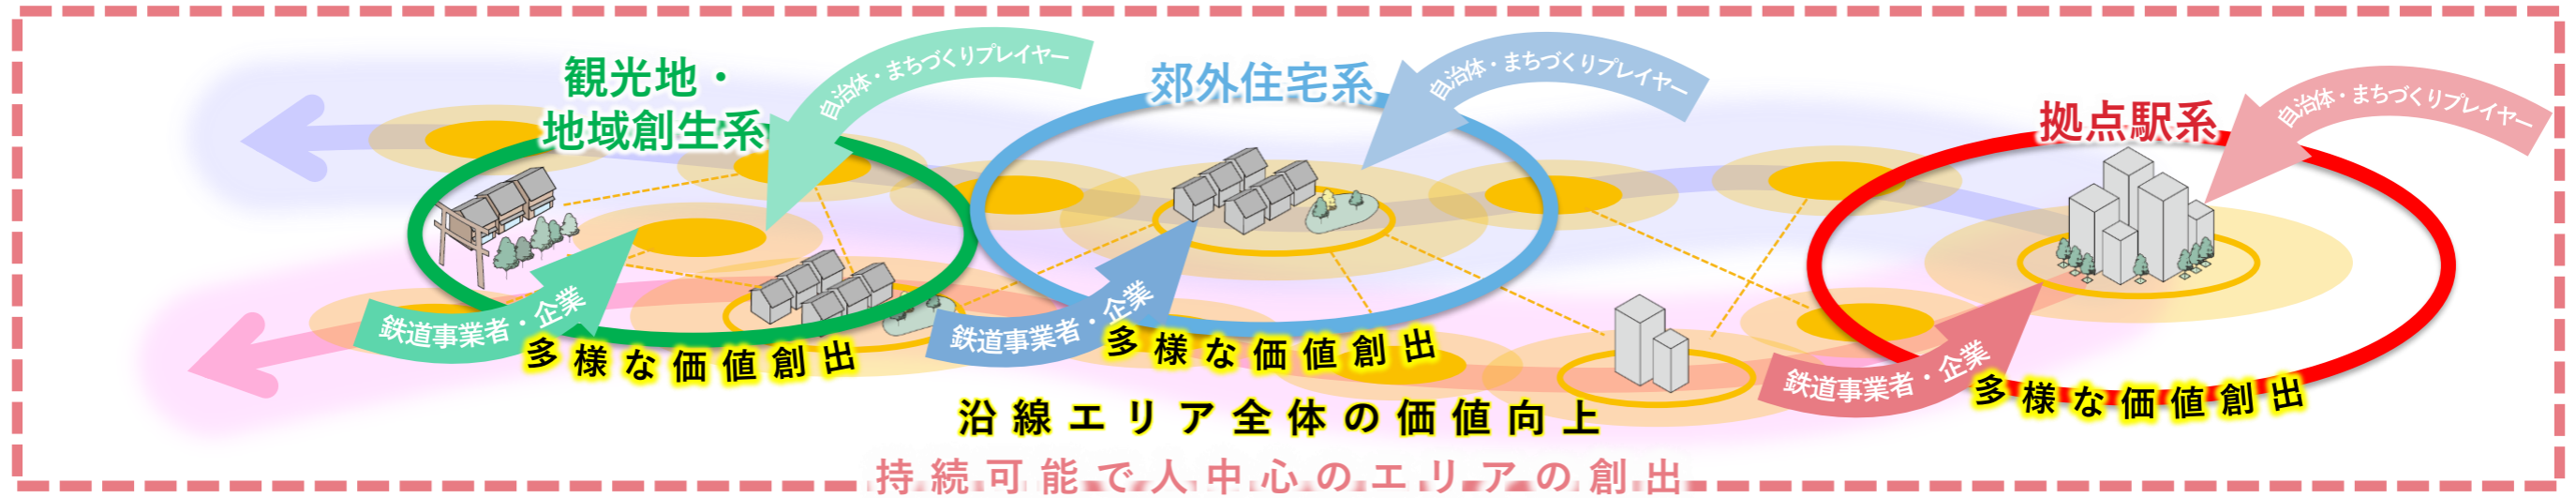 観光地・
地域創生系
自治体・まちづくりプレイヤー
鉄道事業者・企業
多様な価値創出
郊外住宅系
自治体・まちづくりプレイヤー
鉄道事業者・企業
多様な価値創出
拠点駅系
自治体・まちづくりプレイヤー
鉄道事業者・企業
多様な価値創出
沿線エリア全体の価値向上
持続可能で人中心のエリアの創出